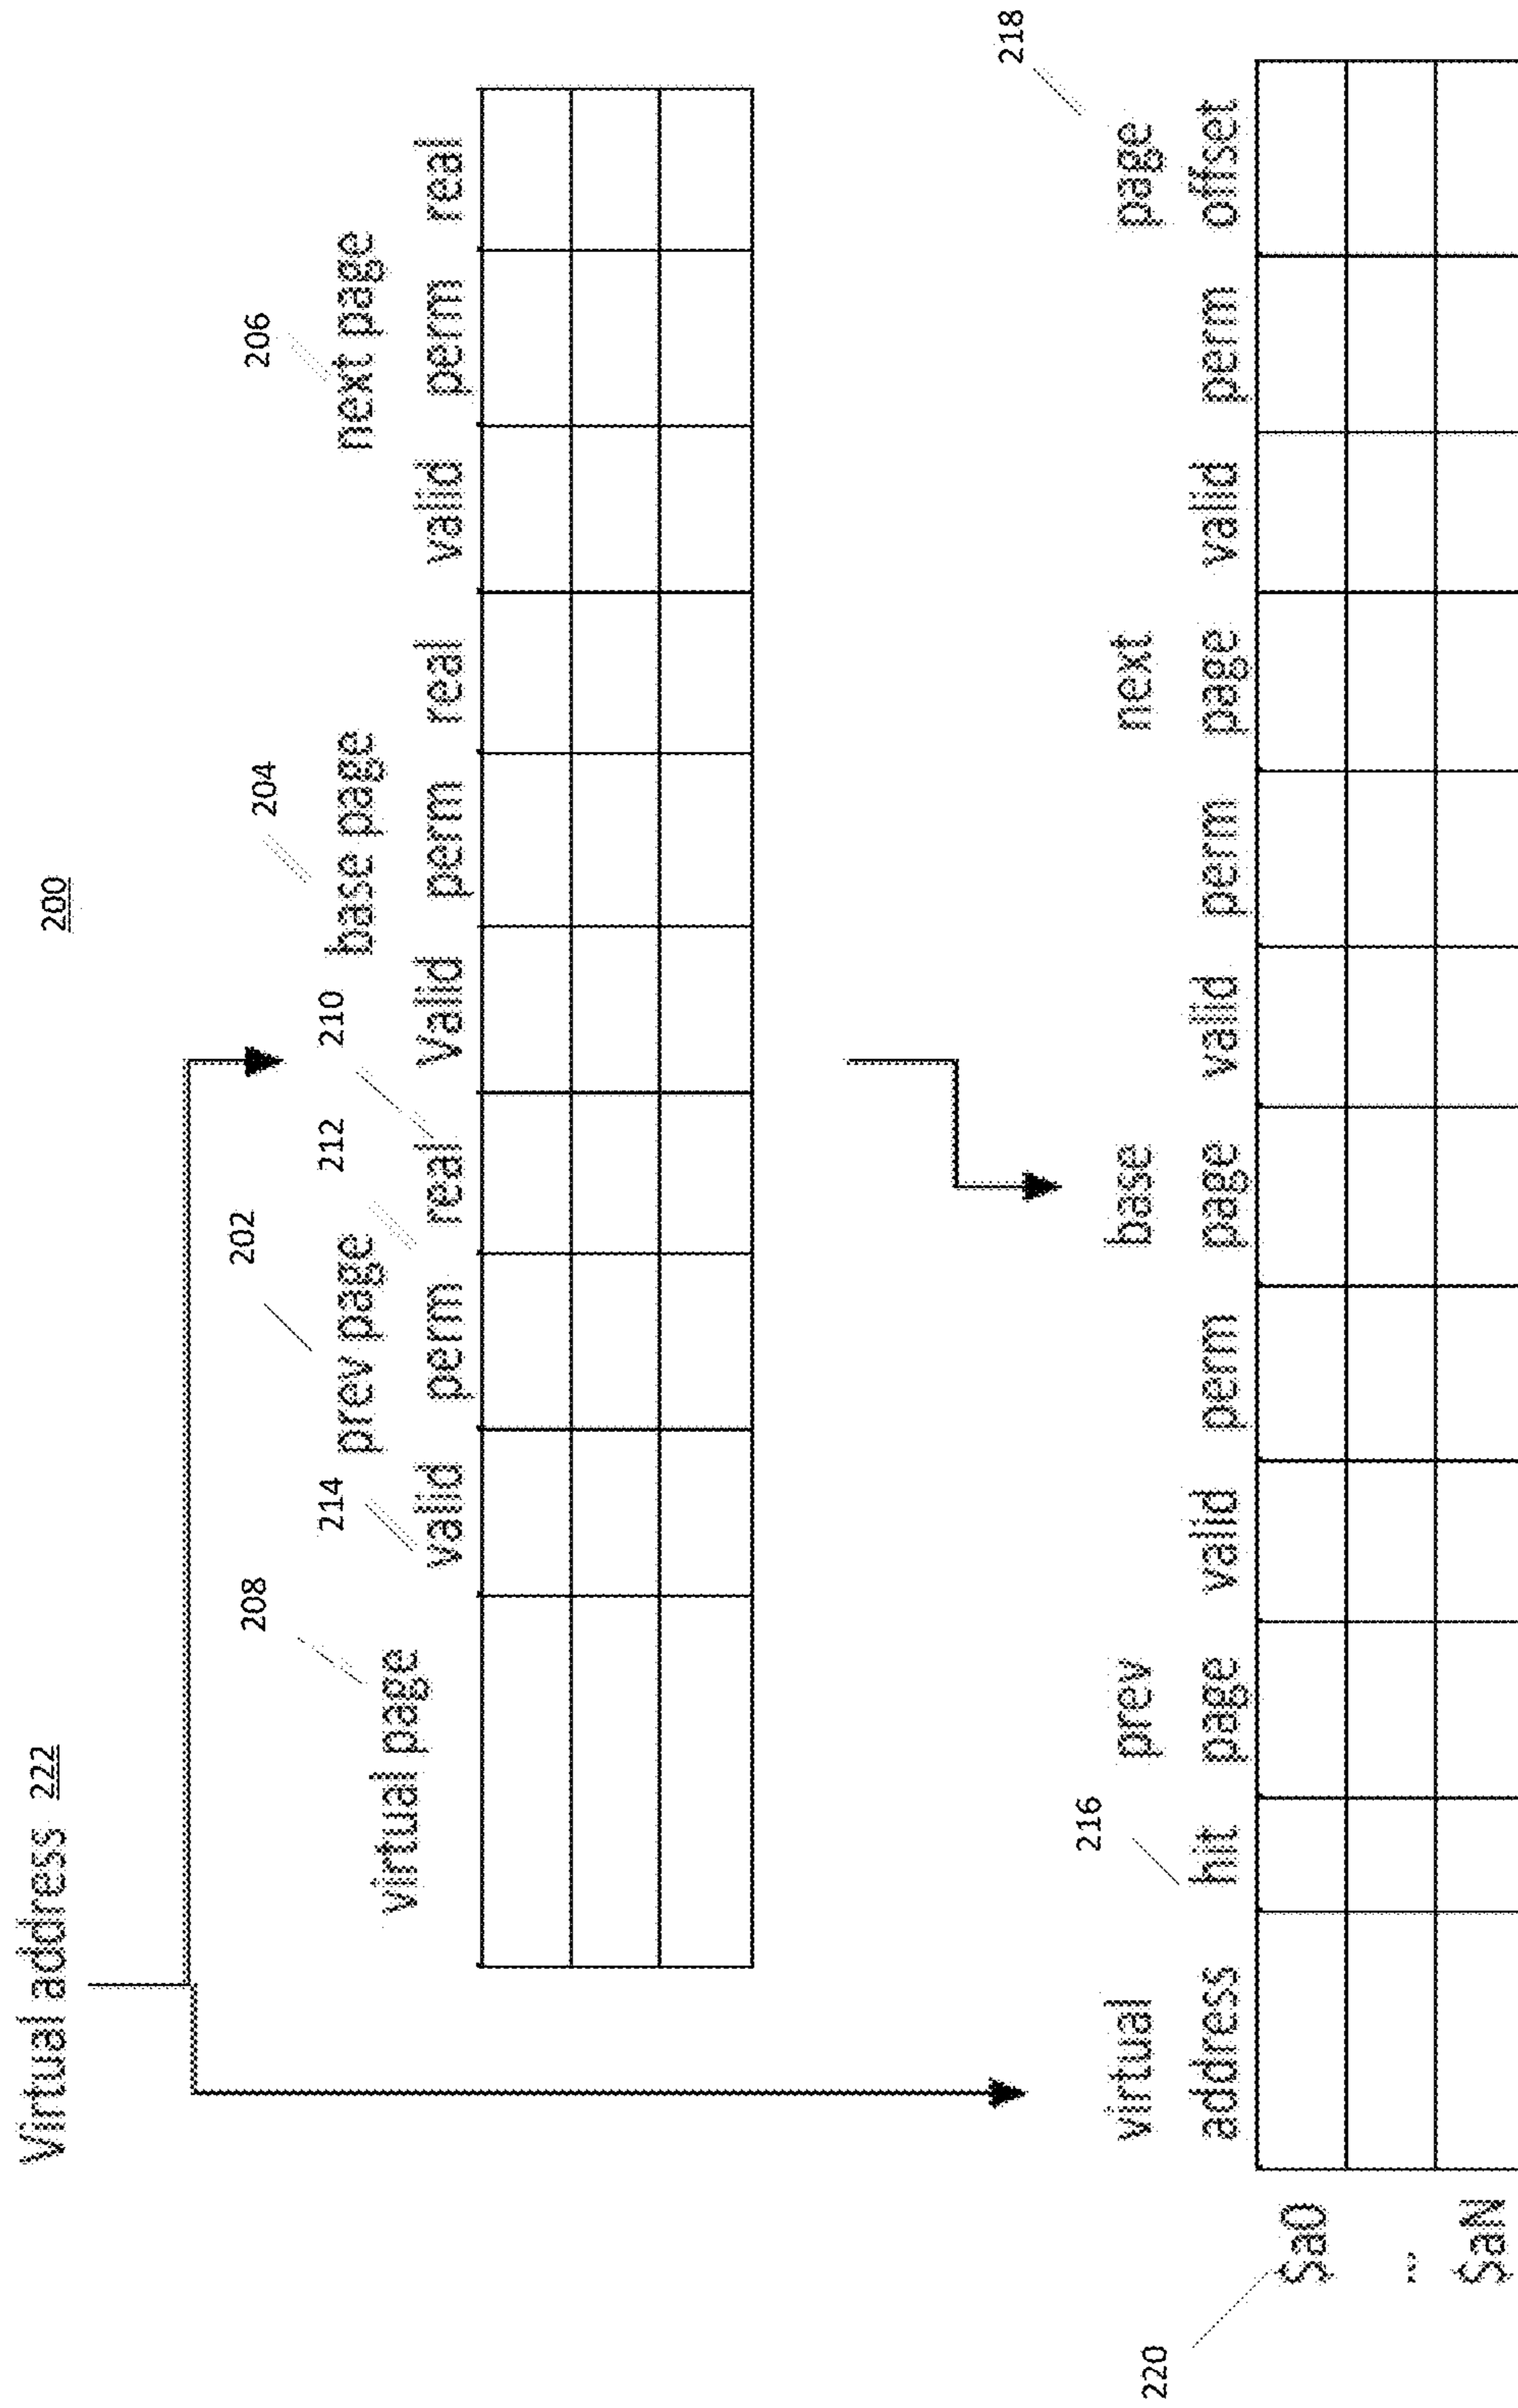 200
Virtual address 222
202
204
206
208
214
212
210
prev page
base page
next page
virtual page
valid perm real Valid perm real valid perm real
218
216
virtual prev base next page
address hit page valid perm page valid perm page valid perm offset
220
$a0
...
$aN